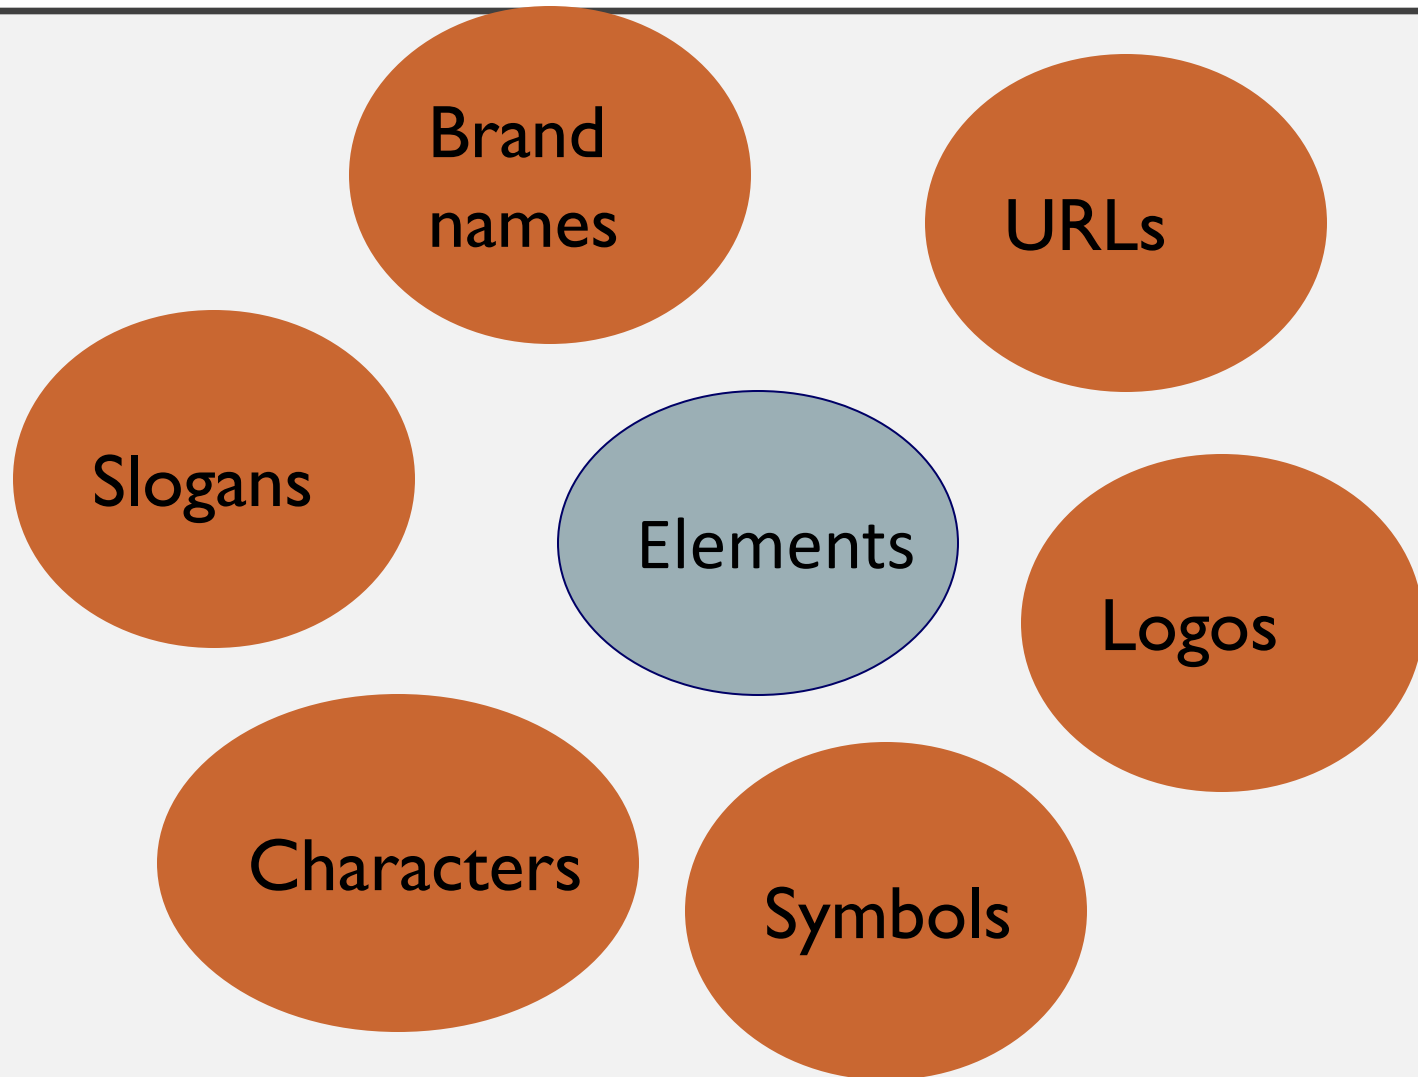 Brand
names
URLs
Slogans
Elements
Logos
Characters
Symbols